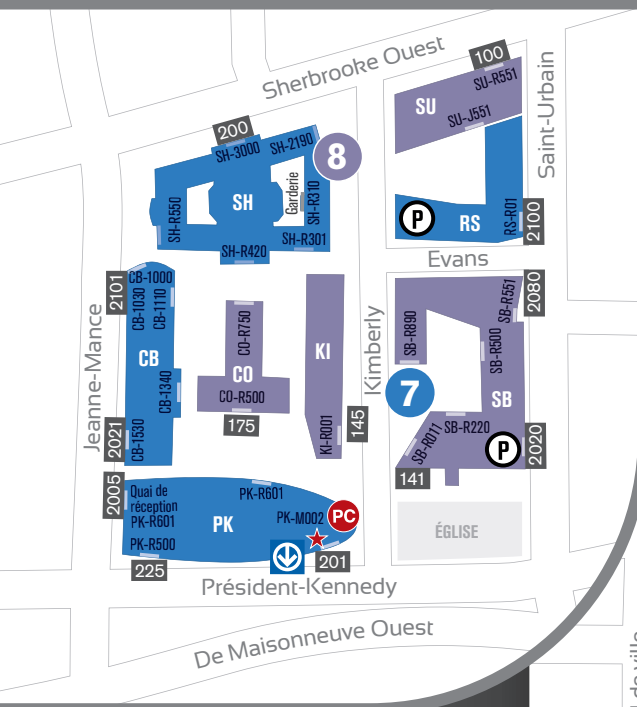 Sherbrooke Ouest
100
SU-R551
SU
SU-J551
Saint-Urbain
200
SH-3000
SH-2190
8
SH
Garderie
SH-R310
SH-R550
SH-R301
SH-R420
P
RS
RS-R01
2100
Evans
2101
CB-1000
CB-1030
CB-1110
CB
CB-1340
CB-1530
2021
Jeanne-Mance
CO-R750
CO
CO-R500
175
KI
KI-R001
145
Kimberly
SB-R890
SB-R551
2080
SB-R500
SB
7
SB-R220
SB-R011
P
2020
141
2005
Quai de
réception
PK-R601
PK-R500
PK-R601
PK
PK-M002
PC
225
201
ÉGLISE
Président-Kennedy
De Maisonneuve Ouest
de ville